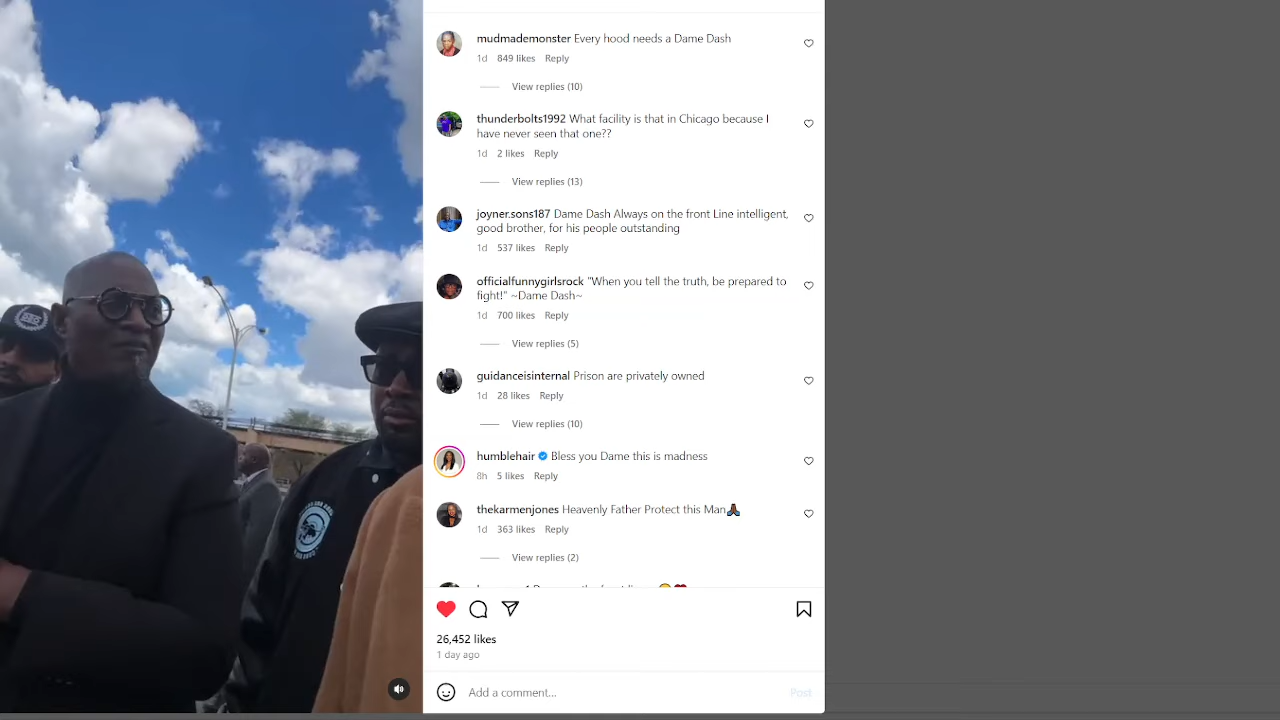 mudmademonster Every hood needs a Dame Dash
1d 849 likes Reply
View replies (10)
thunderbolts1992 What facility is that in Chicago because I
have never seen that one??
1d 2 likes Reply
View replies (13)
joyner.sons187 Dame Dash Always on the front Line intelligent,
good brother, for his people outstanding
1d 537 likes Reply
officialfunnygirlsrock "When you tell the truth, be prepared to
fight!" ~Dame Dash~
1d 700 likes Reply
View replies (5)
guidanceisinternal Prison are privately owned
1d 28 likes Reply
View replies (10)
humblehair Bless you Dame this is madness
8h 5 likes Reply
thekarmenjones Heavenly Father Protect this Man🙏🏾
1d 363 likes Reply
View replies (2)
26,452 likes
1 day ago
Add a comment...
Post